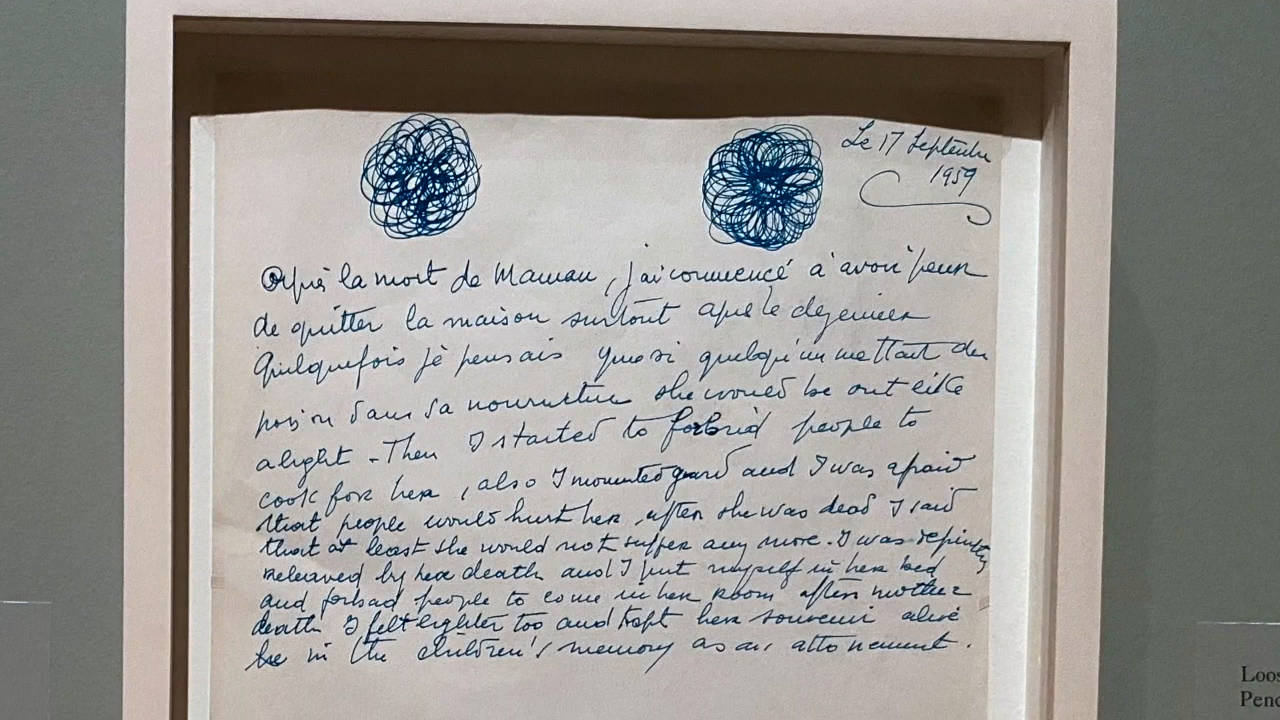 Le 17 Septembre
1959
Après la mort de Maman, j'ai commencé à avoir peur
de quitter la maison surtout après le dejeuner
Quelquefois je pensais que si quelqu'un mettait du
poison dans sa nourriture she would be out like
a light - Then I started to forbid people to
cook for her, also I mounted guard and I was afraid
that people would hurt her, after she was dead I said
that at least she would not suffer any more. I was definitely
releaved by her death and I put myself in her bed
and forbad people to come in her room after mother
death I felt lighter too and kept her souvenir alive
in the children's memory as an attonement.
Loos
Penc